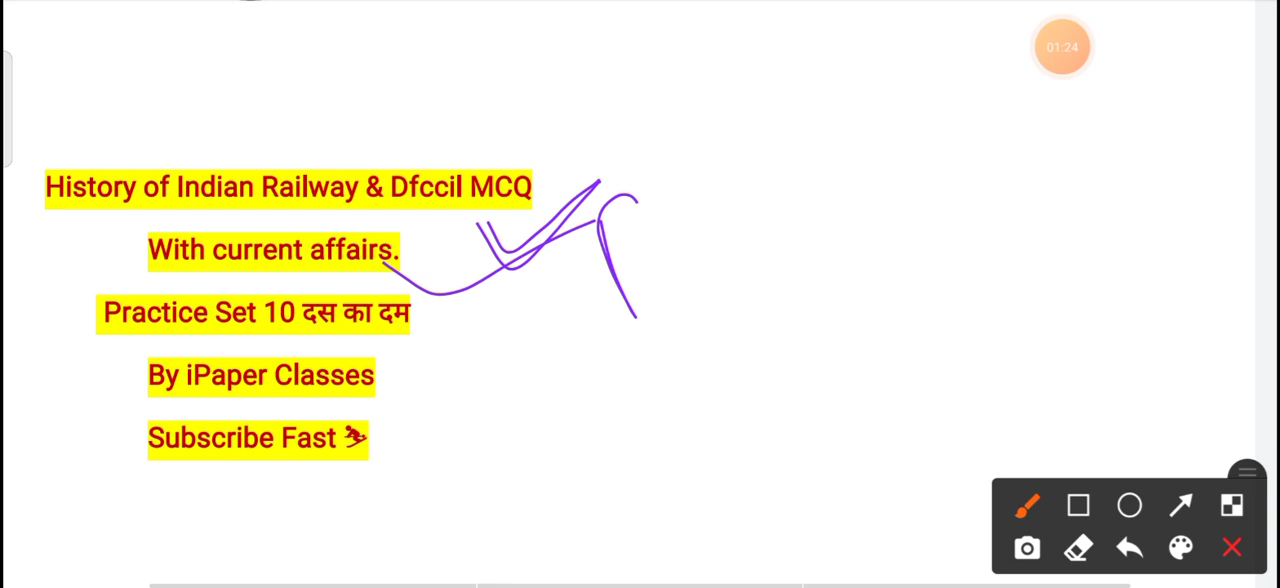 01:24
History of Indian Railway & Dfccil MCQ
With current affairs.
Practice Set 10 दस का दम
By iPaper Classes
Subscribe Fast